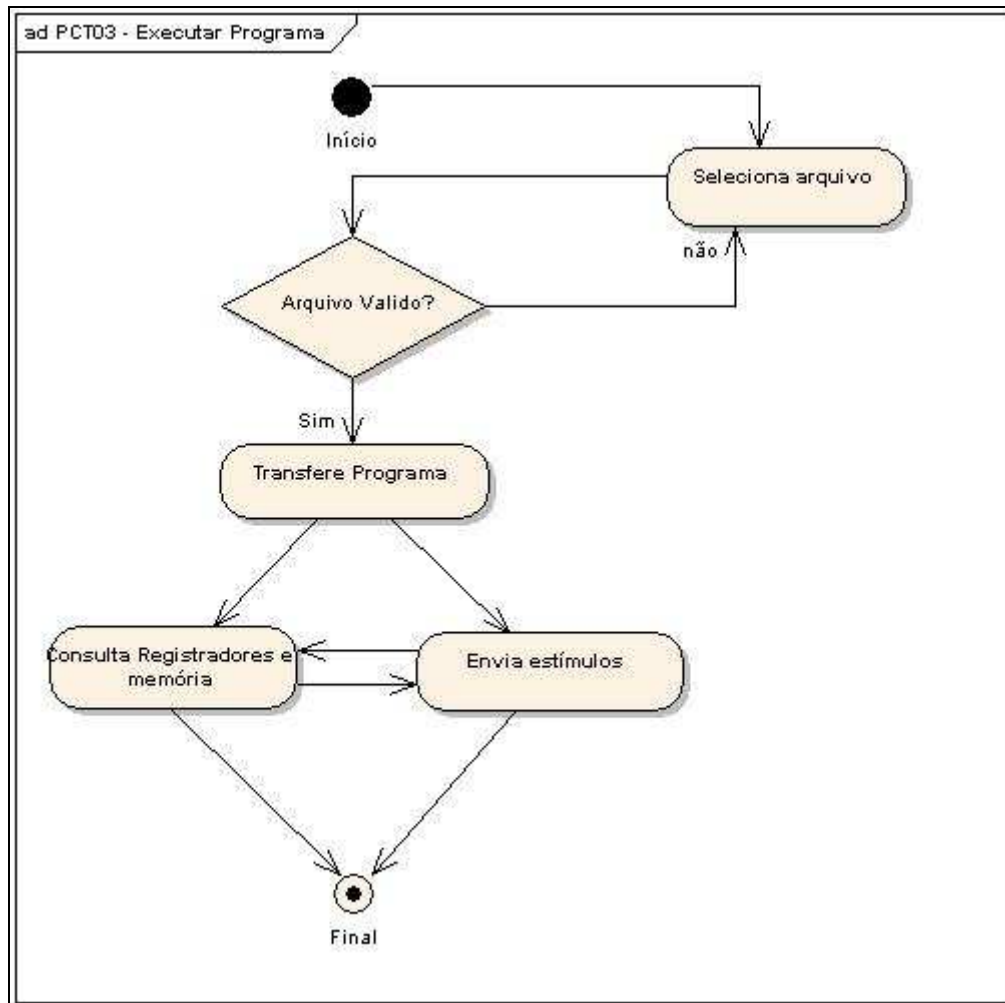 ad PCT03 - Executar Programa
Início
Seleciona arquivo
não
Arquivo Valido?
Sim
Transfere Programa
Consulta Registradores e
memória
Envia estímulos
Final